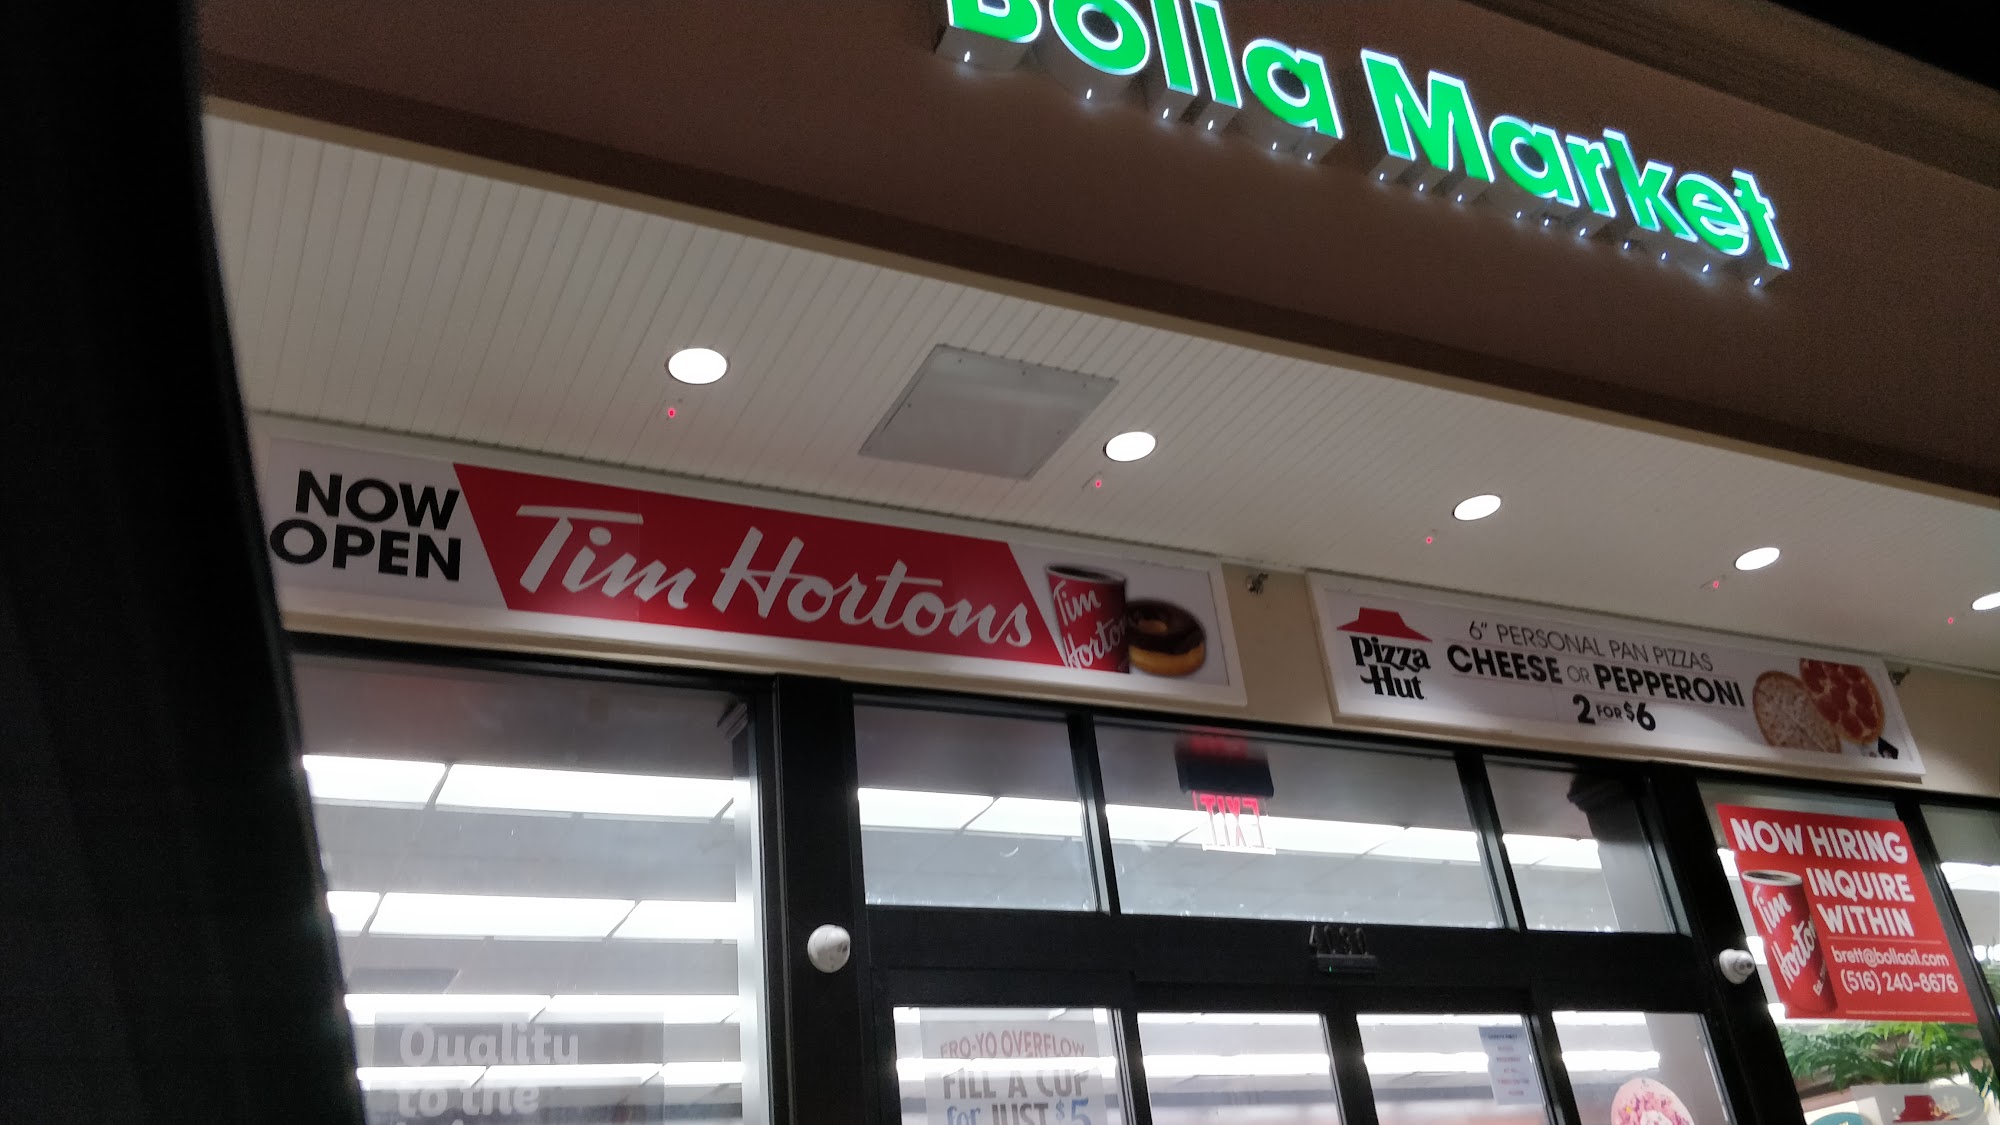 Bolla Market
NOW
OPEN
Tim Hortons
Tim
Hortons
Pizza
Hut
6" PERSONAL PAN PIZZAS
CHEESE OR PEPPERONI
2 FOR $6
EXIT
4030
NOW HIRING
INQUIRE
WITHIN
brett@bollaoil.com
(516) 240-8676
Tim
Hortons
Quality
to the
FRO-YO OVERFLOW
FILL A CUP
for JUST $5